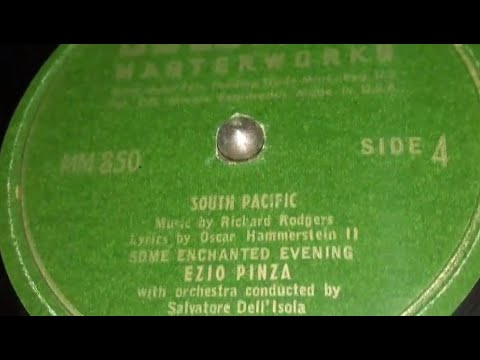 MASTERWORKS
MM 850
SIDE 4
SOUTH PACIFIC
Music by Richard Rodgers
Lyrics by Oscar Hammerstein II
SOME ENCHANTED EVENING
EZIO PINZA
with orchestra conducted by
Salvatore Dell'Isola